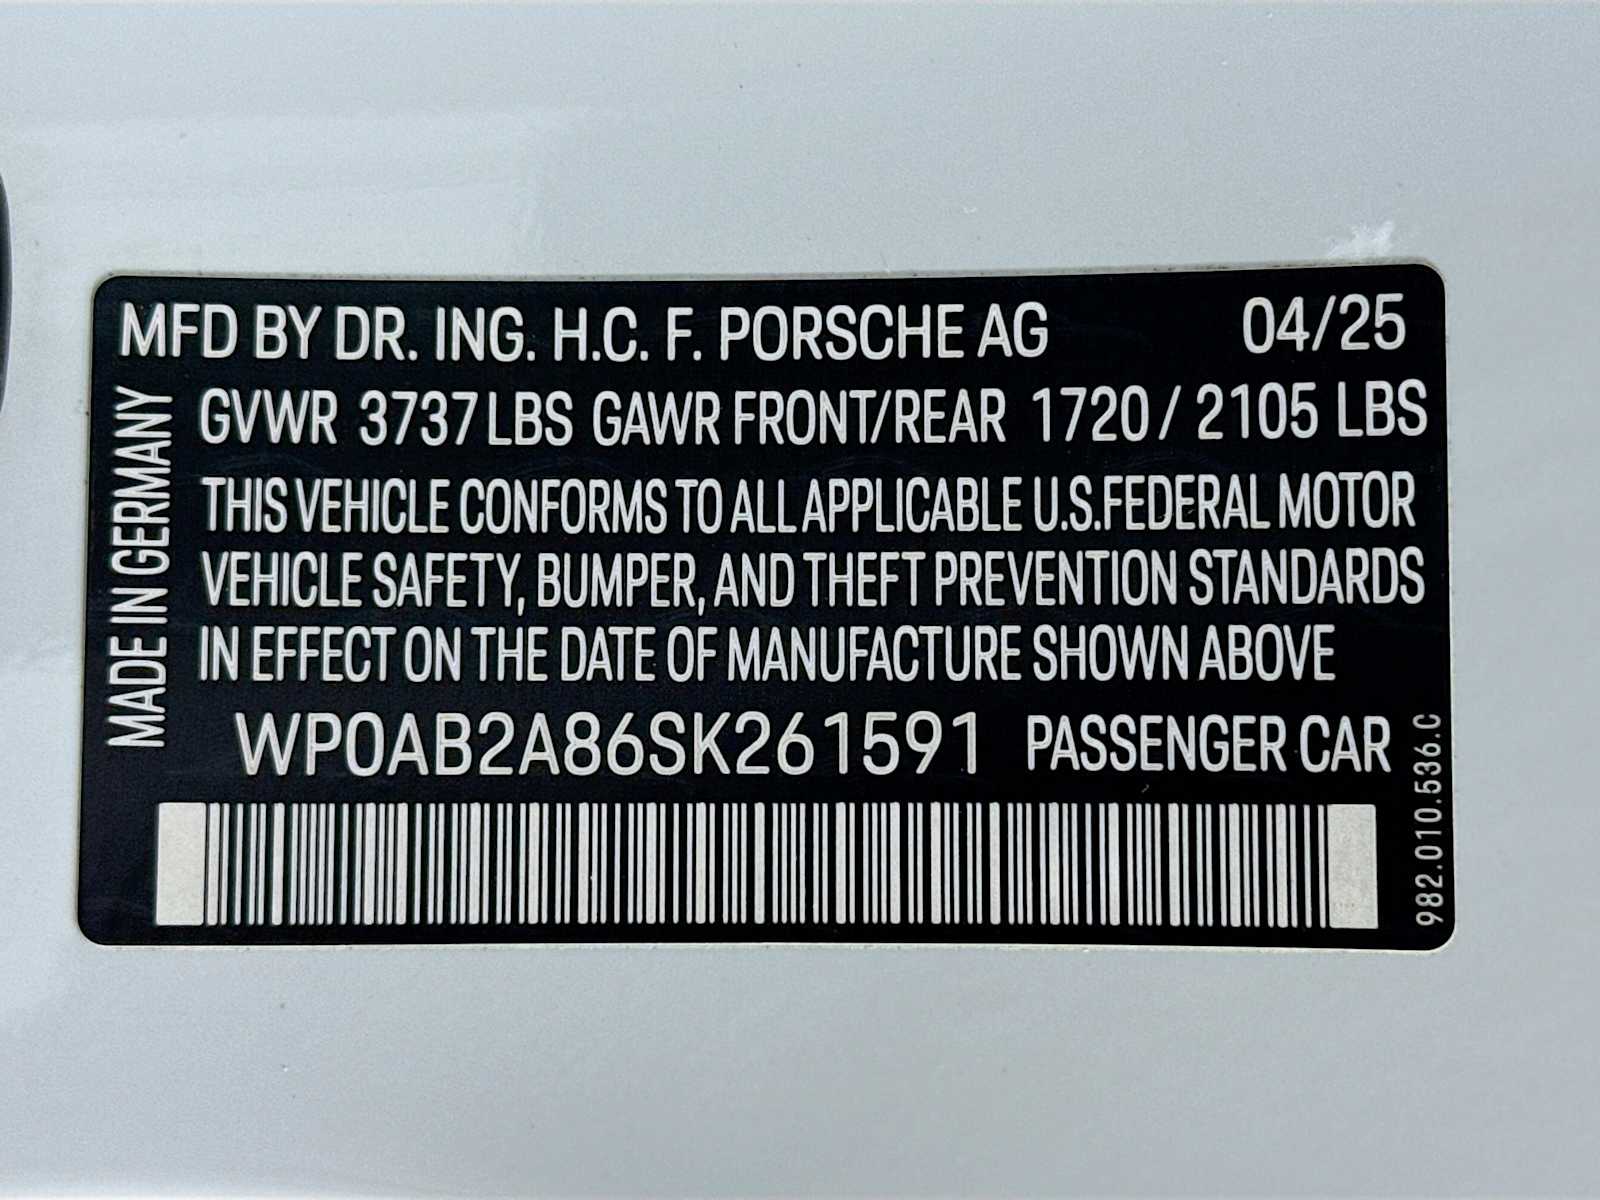 MFD BY DR. ING. H.C. F. PORSCHE AG 04/25
GVWR 3737 LBS GAWR FRONT/REAR 1720 / 2105 LBS
THIS VEHICLE CONFORMS TO ALL APPLICABLE U.S.FEDERAL MOTOR
VEHICLE SAFETY, BUMPER, AND THEFT PREVENTION STANDARDS
IN EFFECT ON THE DATE OF MANUFACTURE SHOWN ABOVE
WP0AB2A86SK261591 PASSENGER CAR
MADE IN GERMANY
982.010.536.C